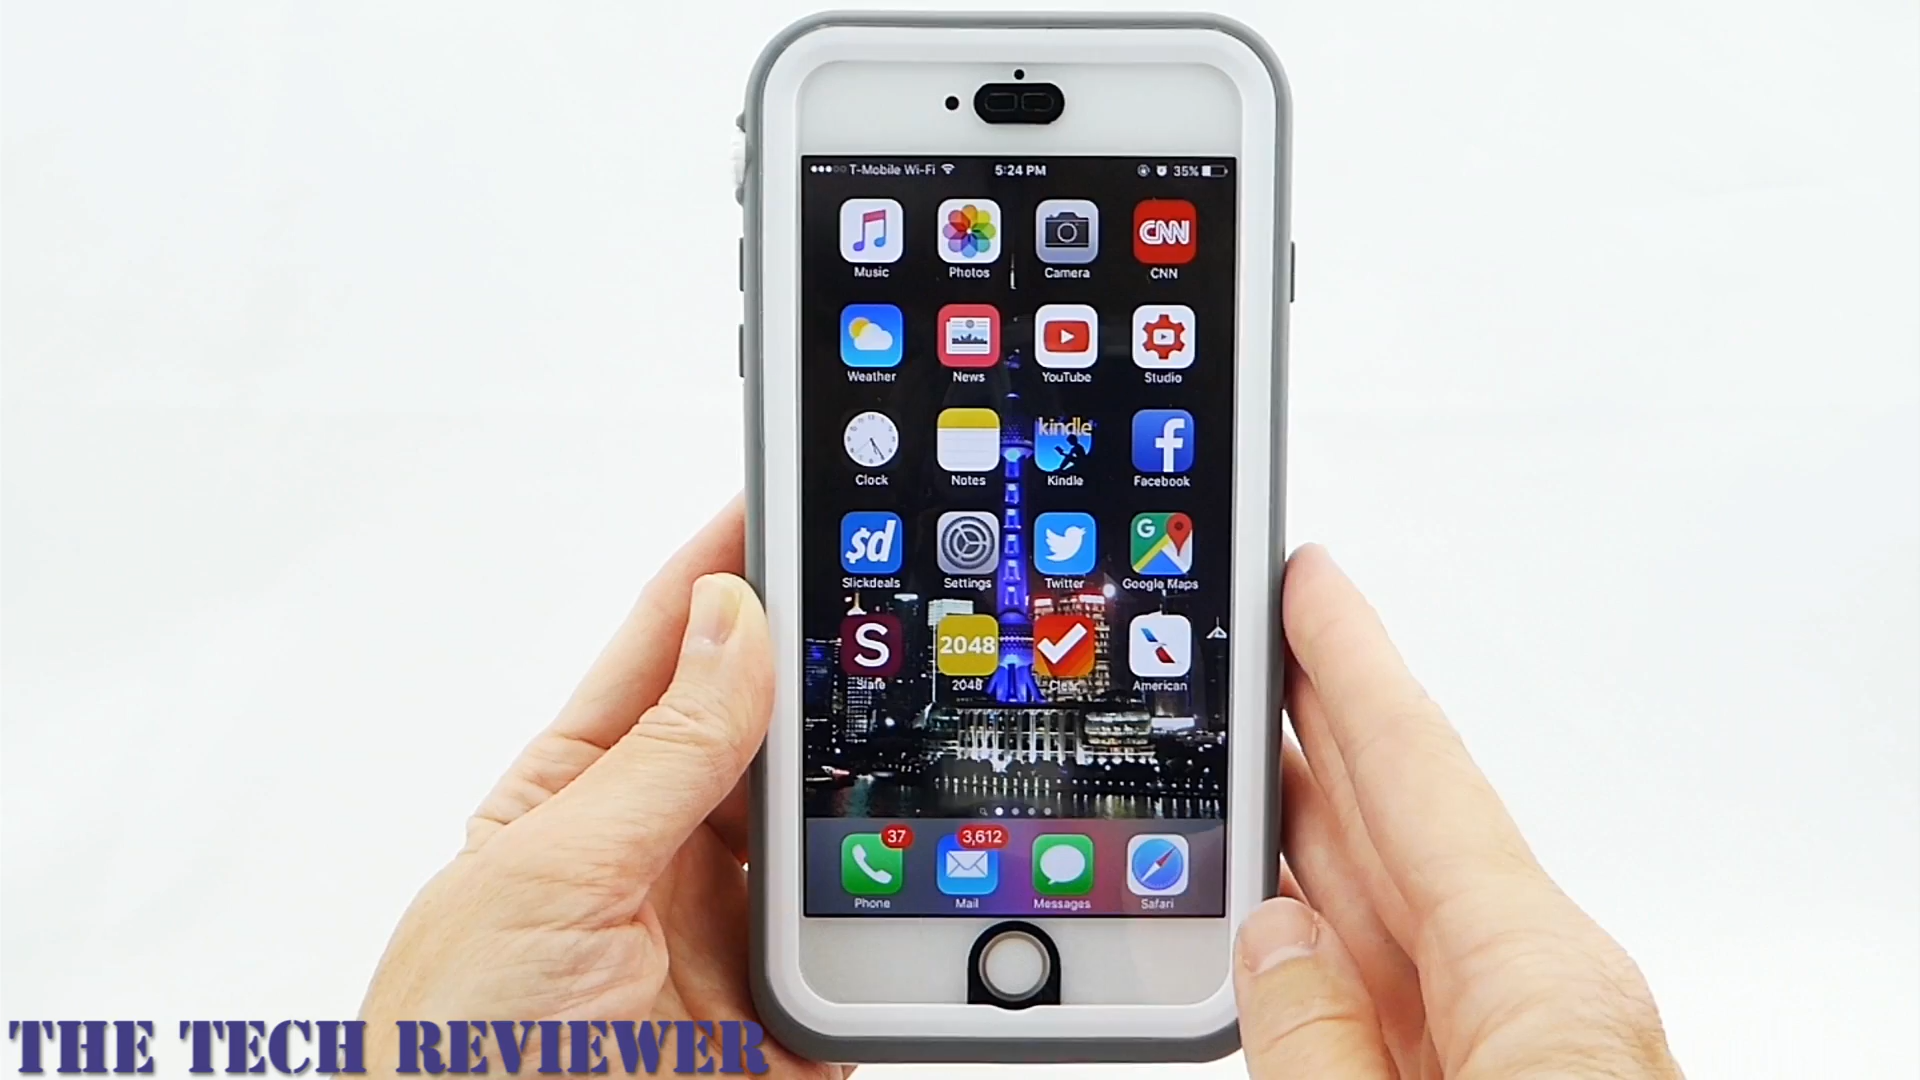 T-Mobile Wi-Fi 5:24 PM 35%
CNN
Music Photos Camera CNN
Weather News YouTube Studio
kindle
Clock Notes Kindle Facebook
$d G
Slickdeals Settings Twitter Google Maps
S 2048
Slate 2048 Clear American
37 3,612
Phone Mail Messages Safari
THE TECH REVIEWER